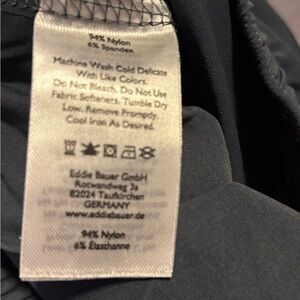 94% Nylon
6% Spandex
Machine Wash Cold Delicate
With Like Colors.
Do Not Bleach. Do Not Use
Fabric Softeners. Tumble Dry
Low. Remove Promptly.
Cool Iron As Desired.
Eddie Bauer GmbH
Rotwandweg 3a
82024 Taufkirchen
GERMANY
www.eddiebauer.de
94% Nylon
6% Élasthanne